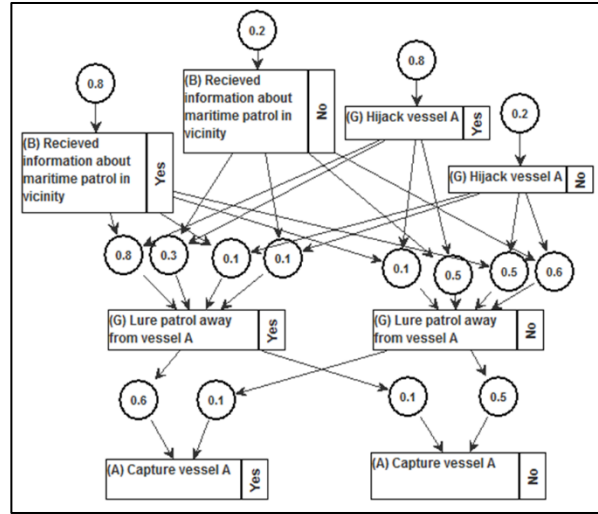 0.2
0.8
0.8
(B) Recieved
information about
maritime patrol in
vicinity
No
(G) Hijack vessel A
Yes
0.2
(B) Recieved
information about
maritime patrol in
vicinity
Yes
(G) Hijack vessel A
No
0.8
0.3
0.1
0.1
0.1
0.5
0.5
0.6
(G) Lure patrol away
from vessel A
Yes
(G) Lure patrol away
from vessel A
No
0.6
0.1
0.1
0.5
(A) Capture vessel A
Yes
(A) Capture vessel A
No